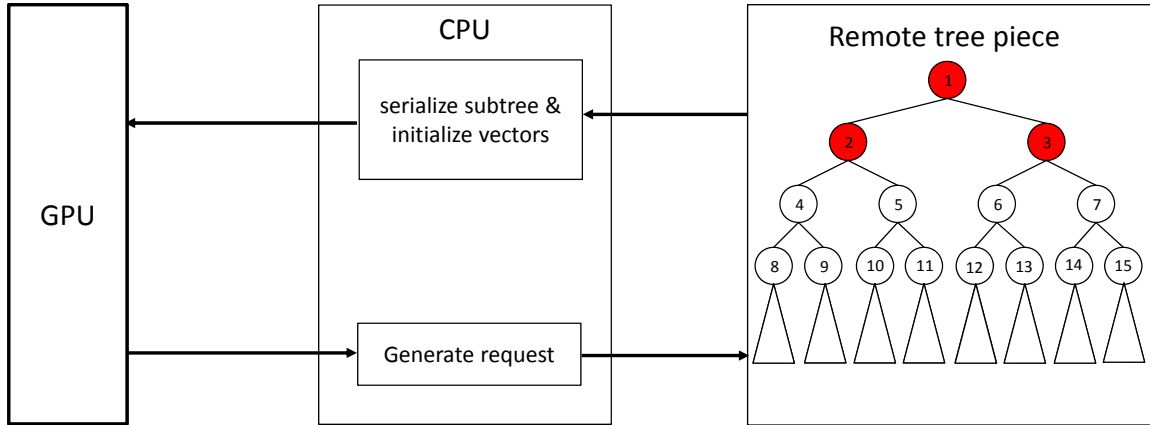 GPU
CPU
serialize subtree &
initialize vectors
Generate request
Remote tree piece
1
2 3
4 5 6 7
8 9 10 11 12 13 14 15